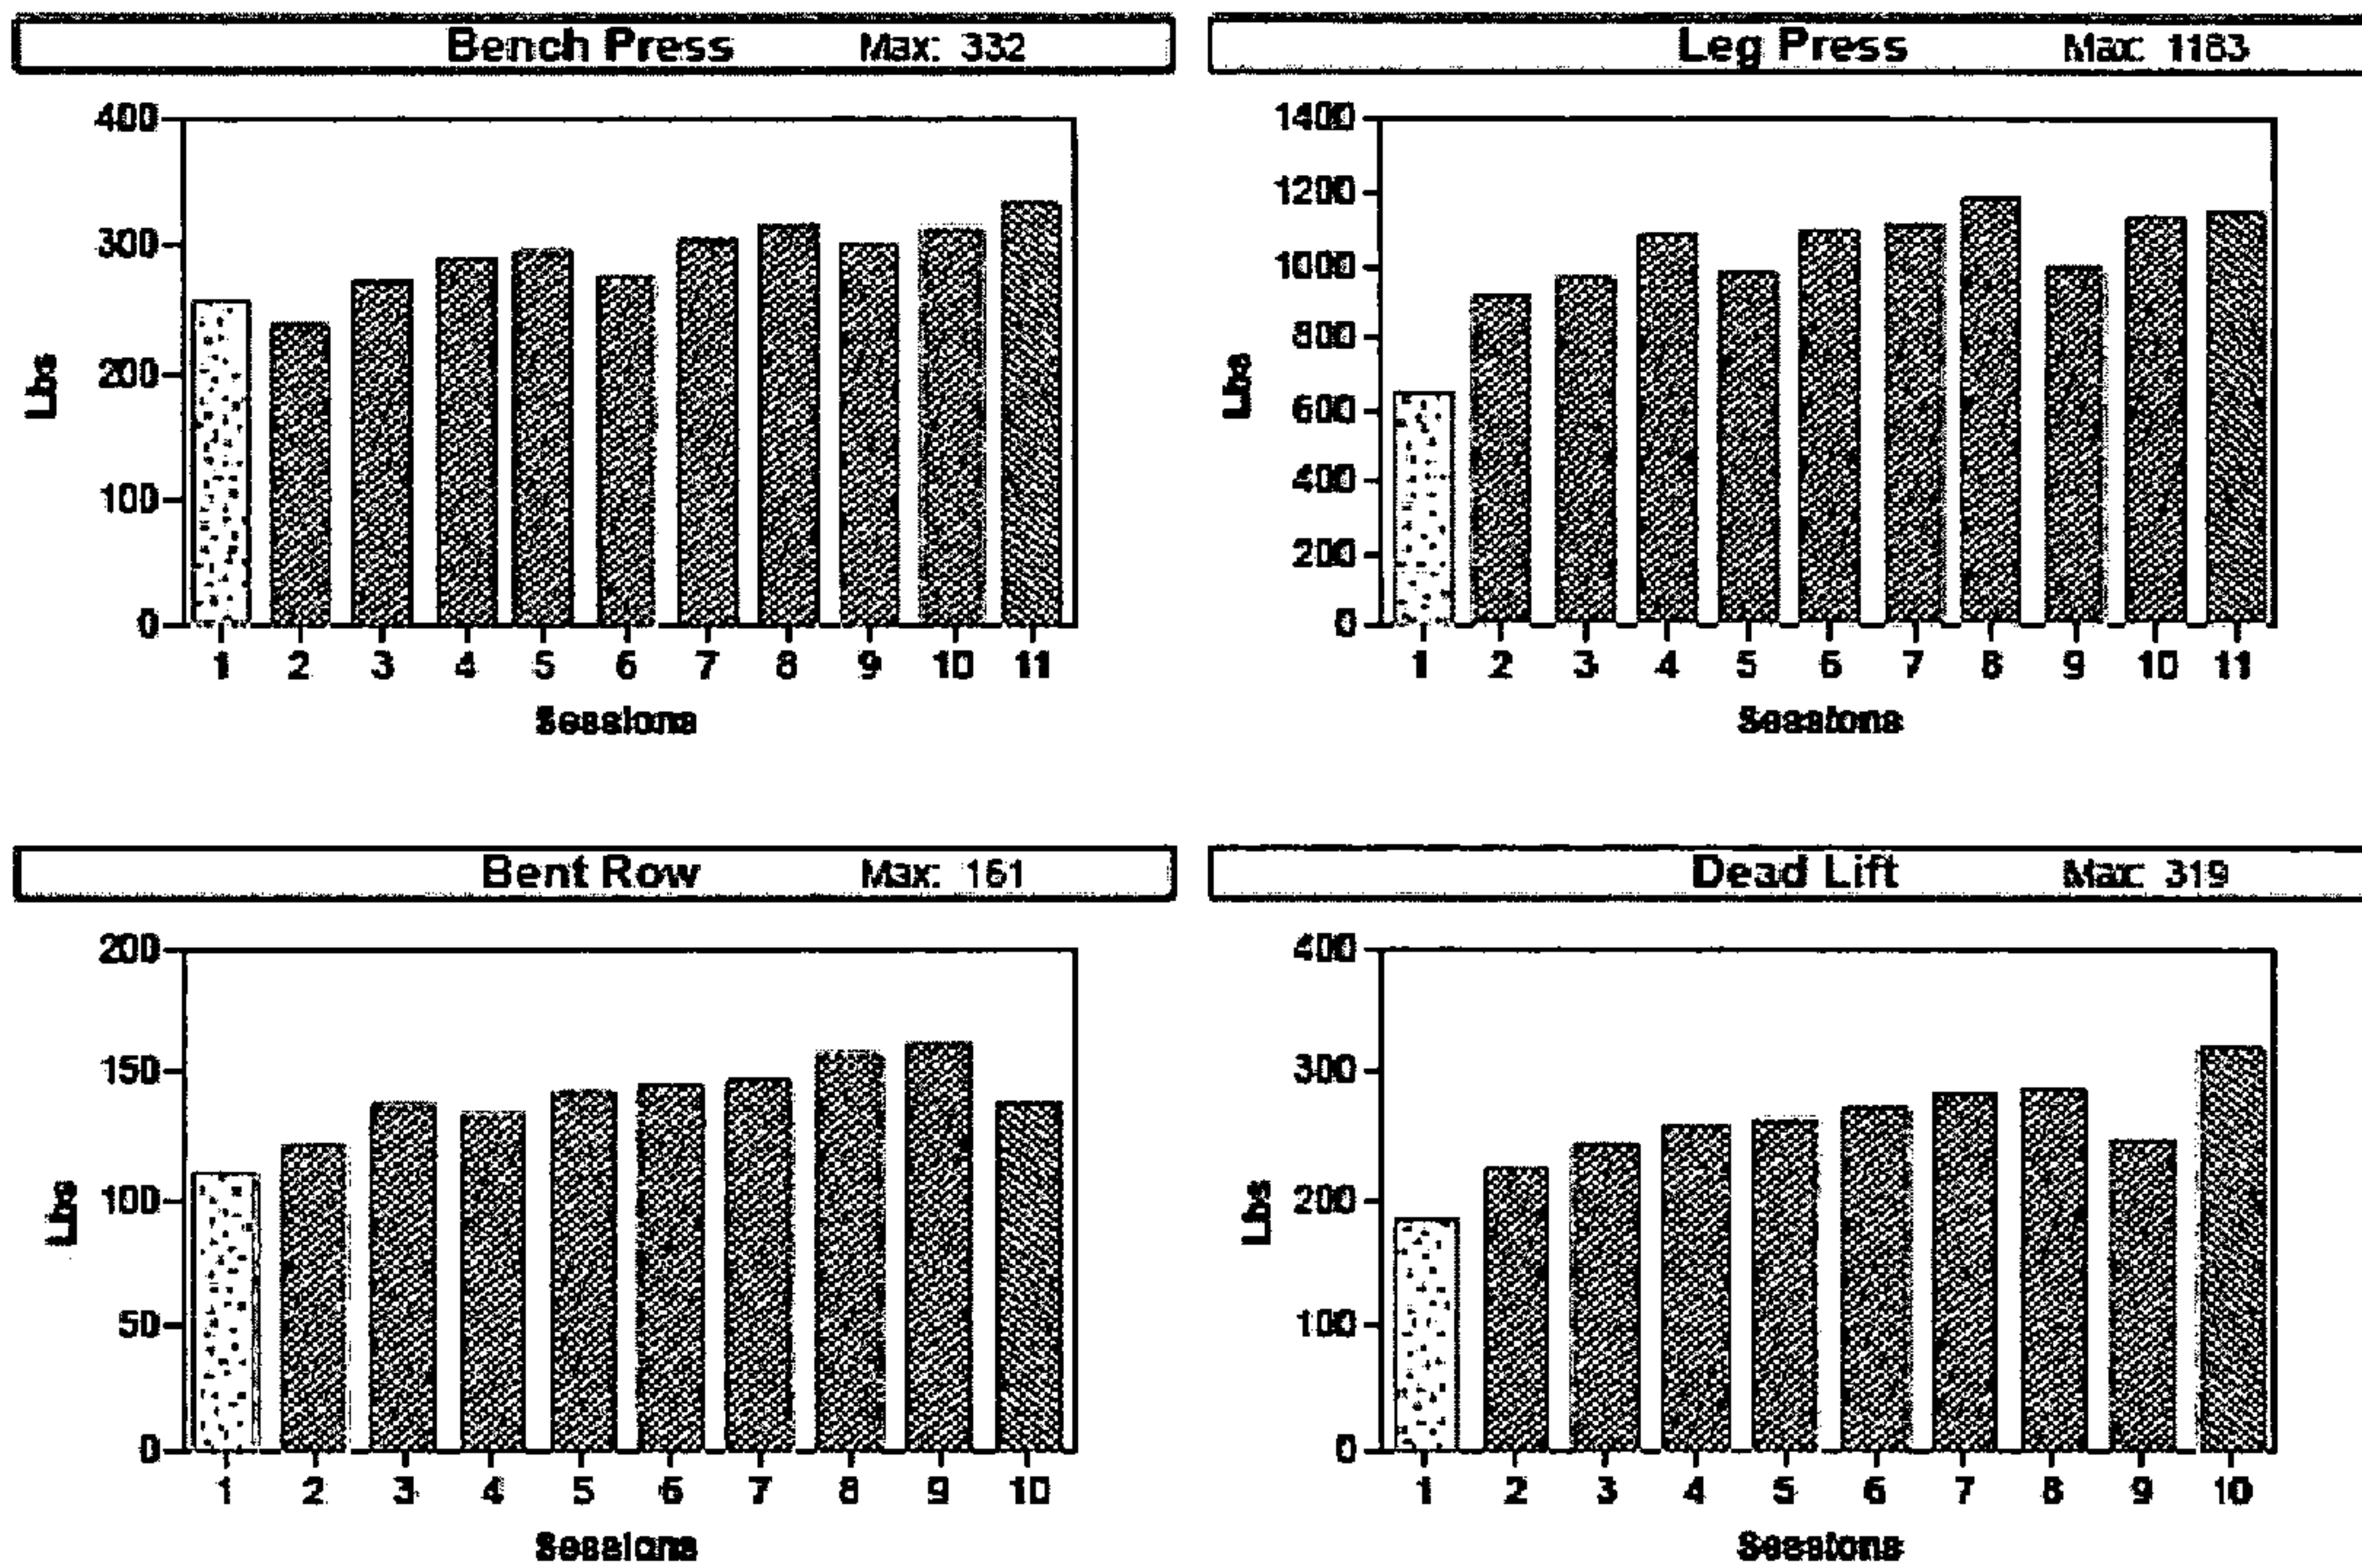 Bench Press Max: 332
400
300
200
100
0
Lbs
1 2 3 4 5 6 7 8 9 10 11
Sessions
Leg Press Max: 1183
1400
1200
1000
800
600
400
200
0
Lbs
1 2 3 4 5 6 7 8 9 10 11
Sessions
Bent Row Max: 161
200
150
100
50
0
Lbs
1 2 3 4 5 6 7 8 9 10
Sessions
Dead Lift Max: 319
400
300
200
100
0
Lbs
1 2 3 4 5 6 7 8 9 10
Sessions